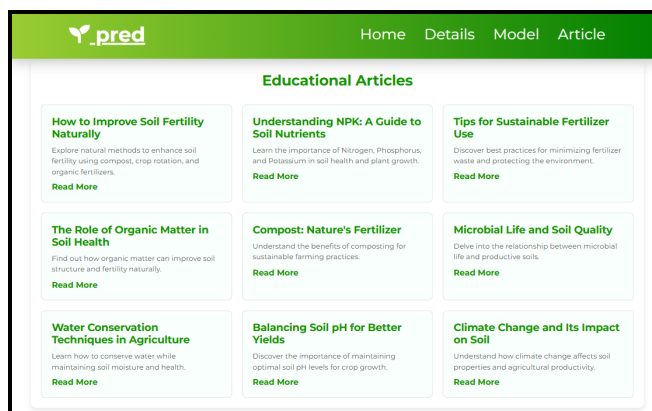 _pred
Home Details Model Article
Educational Articles
How to Improve Soil Fertility
Naturally
Explore natural methods to enhance soil
fertility using compost, crop rotation, and
organic fertilizers.
Read More
Understanding NPK: A Guide to
Soil Nutrients
Learn the importance of Nitrogen, Phosphorus,
and Potassium in soil health and plant growth.
Read More
Tips for Sustainable Fertilizer
Use
Discover best practices for minimizing fertilizer
waste and protecting the environment.
Read More
The Role of Organic Matter in
Soil Health
Find out how organic matter can improve soil
structure and fertility naturally.
Read More
Compost: Nature's Fertilizer
Understand the benefits of composting for
sustainable farming practices.
Read More
Microbial Life and Soil Quality
Delve into the relationship between microbial
life and productive soils.
Read More
Water Conservation
Techniques in Agriculture
Learn how to conserve water while
maintaining soil moisture and health.
Read More
Balancing Soil pH for Better
Yields
Discover the importance of maintaining
optimal soil pH levels for crop growth.
Read More
Climate Change and Its Impact
on Soil
Understand how climate change affects soil
properties and agricultural productivity.
Read More